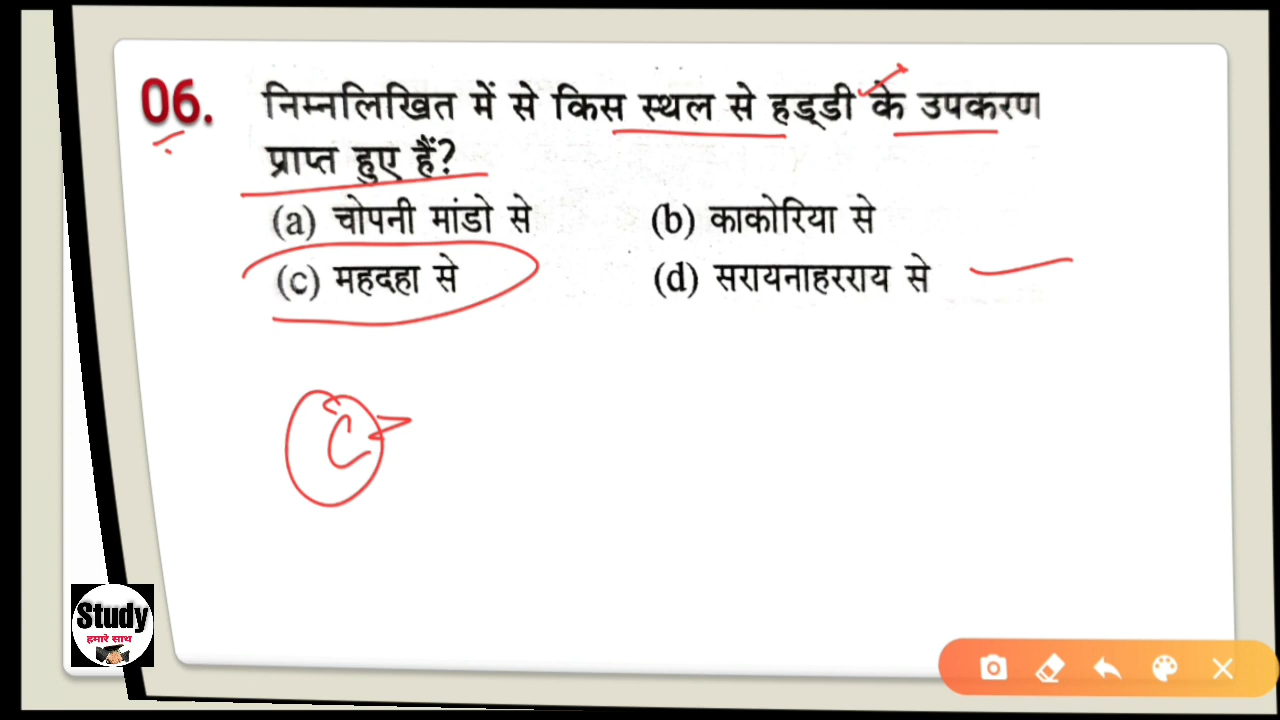 06. निम्नलिखित में से किस स्थल से हड्डी के उपकरण
प्राप्त हुए हैं?
(a) चोपनी मांडो से (b) काकोरिया से
(c) महदहा से (d) सरायनाहरराय से
C
Study
हमारे साथ